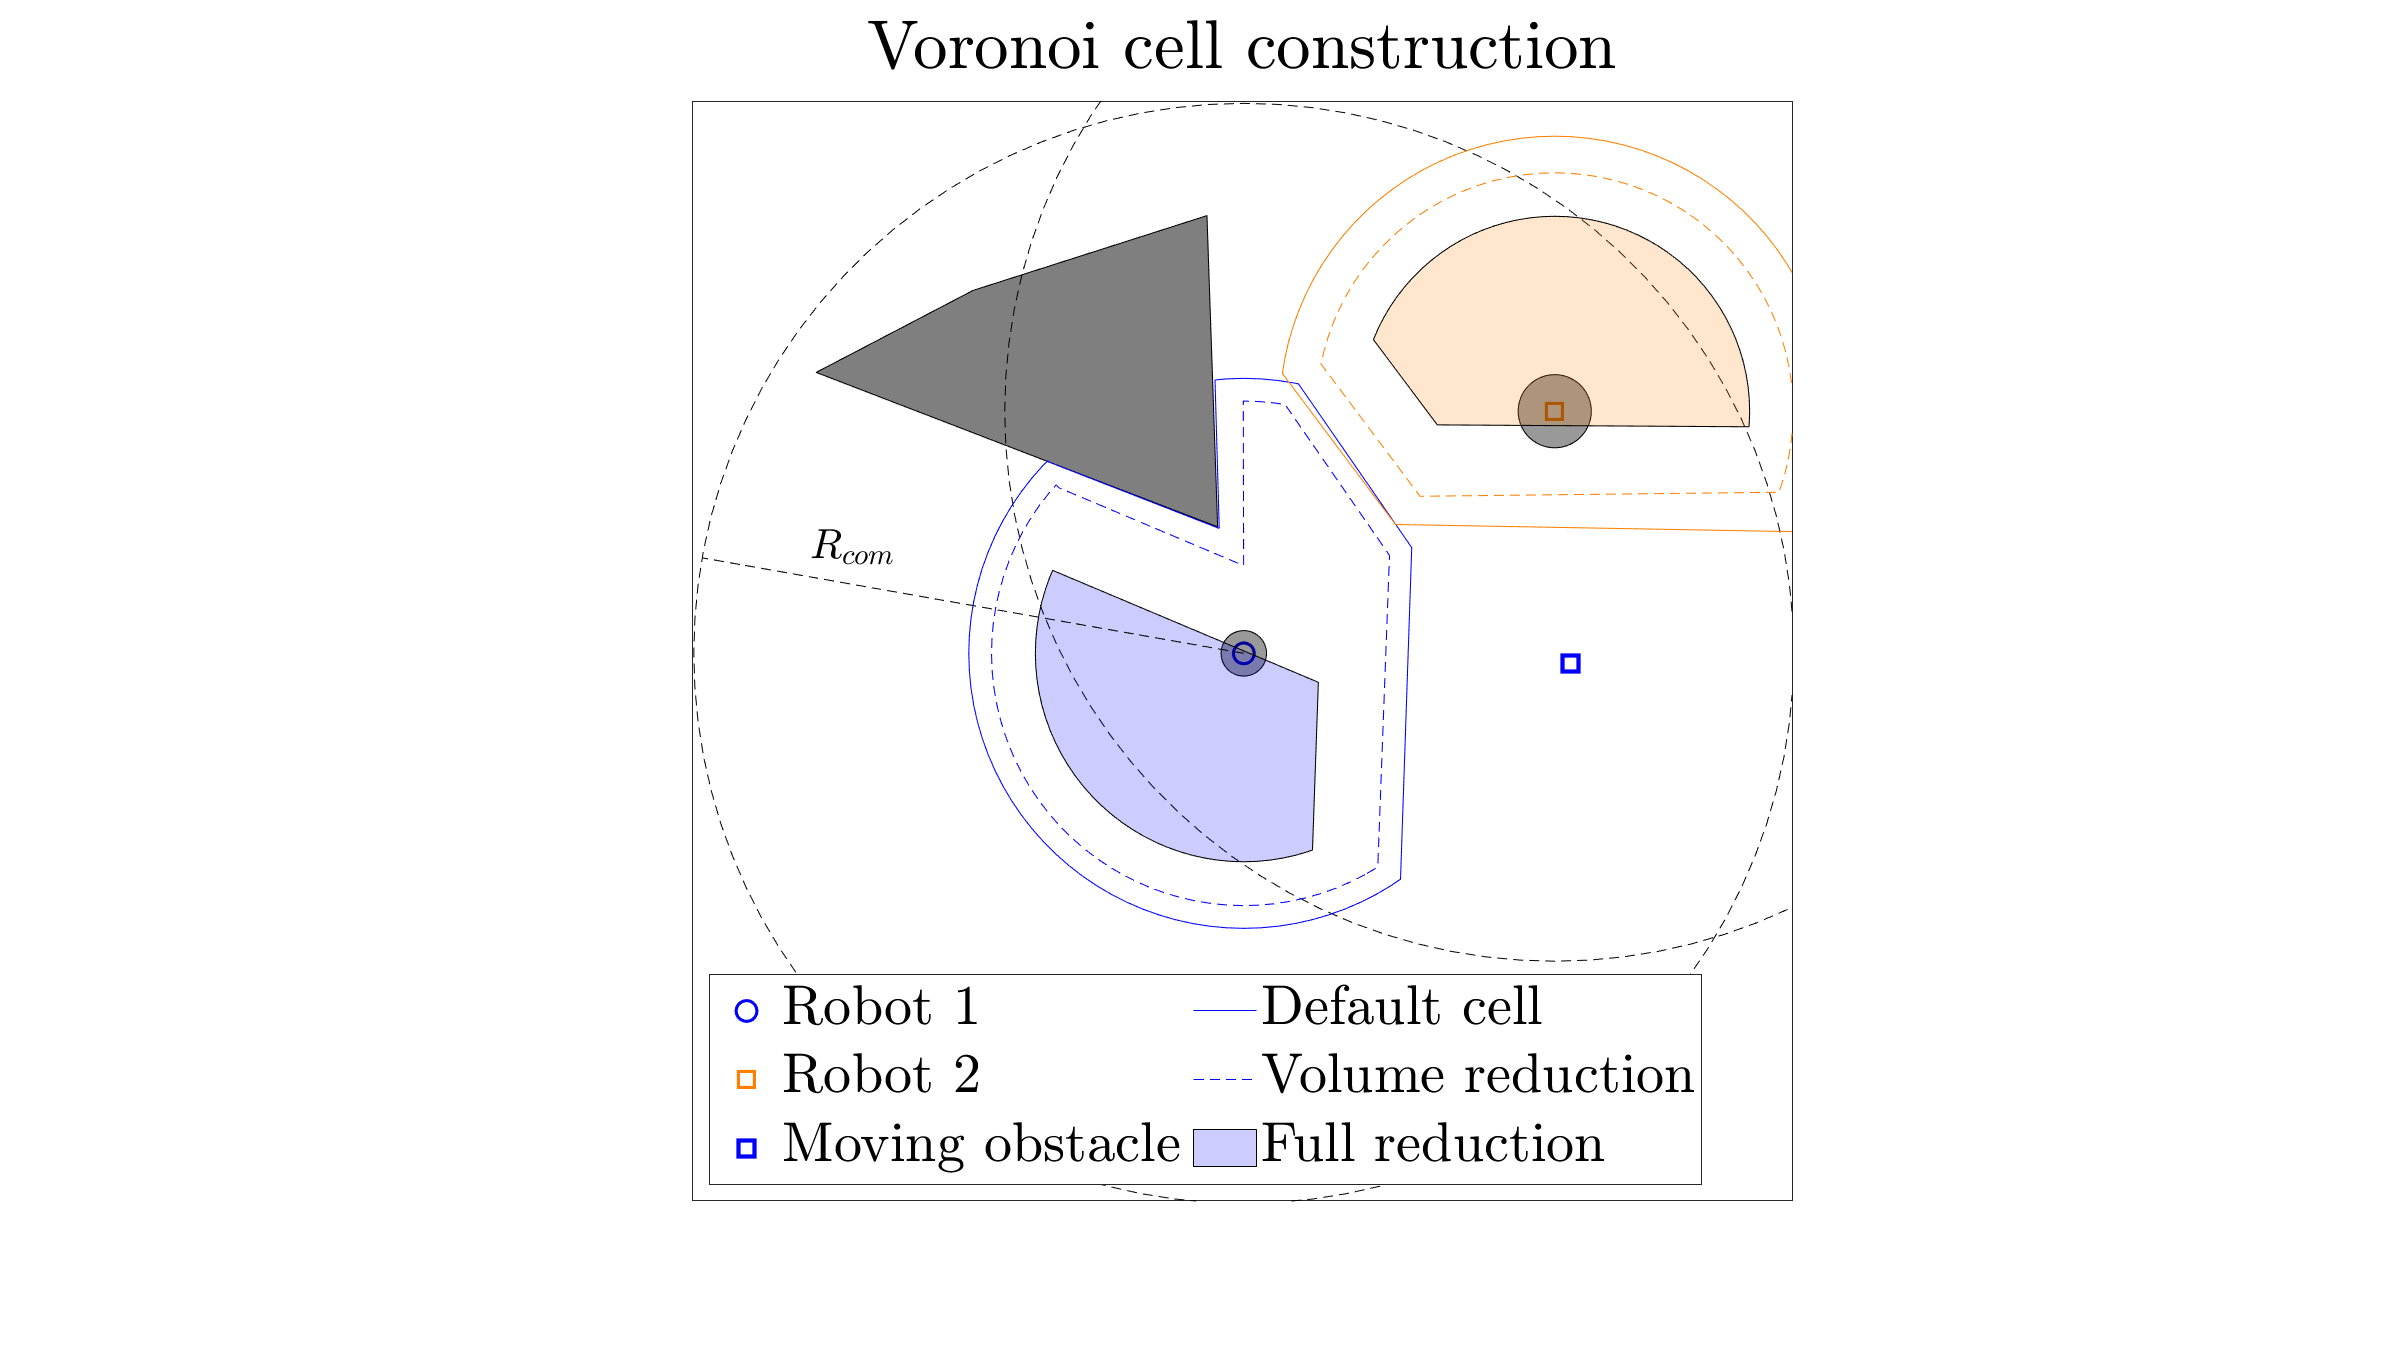 Voronoi cell construction
R_com
Robot 1
Default cell
Robot 2
Volume reduction
Moving obstacle
Full reduction